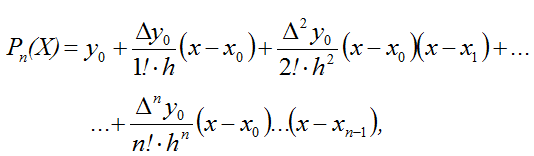 Pₙ(X) = y₀ + Δy₀/(1!·h) (x−x₀) + Δ²y₀/(2!·h²) (x−x₀)(x−x₁) + ...
...+ Δⁿy₀/(n!·hⁿ) (x−x₀)...(x−xₙ₋₁),